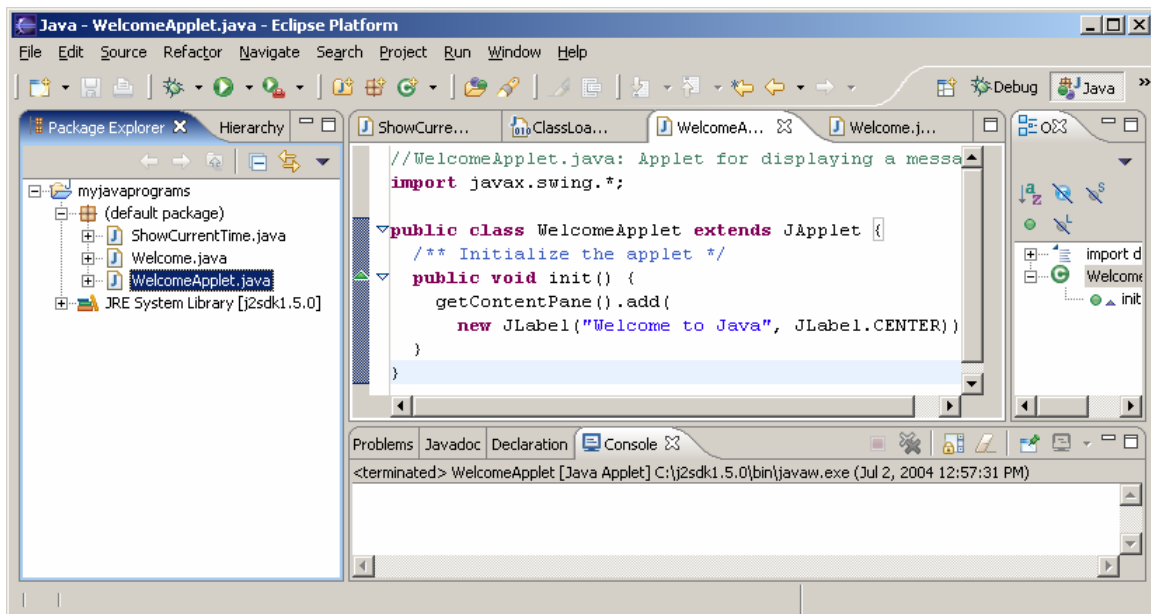 Java - WelcomeApplet.java - Eclipse Platform
File Edit Source Refactor Navigate Search Project Run Window Help
Debug Java »
Package Explorer Hierarchy
myjavaprograms
(default package)
ShowCurrentTime.java
Welcome.java
WelcomeApplet.java
JRE System Library [j2sdk1.5.0]
ShowCurre... ClassLoa... WelcomeA... Welcome.j...
//WelcomeApplet.java: Applet for displaying a messa
import javax.swing.*;
public class WelcomeApplet extends JApplet {
/** Initialize the applet */
public void init() {
getContentPane().add(
new JLabel("Welcome to Java", JLabel.CENTER))
}
}
import d
Welcome
init
Problems Javadoc Declaration Console
<terminated> WelcomeApplet [Java Applet] C:\j2sdk1.5.0\bin\javaw.exe (Jul 2, 2004 12:57:31 PM)